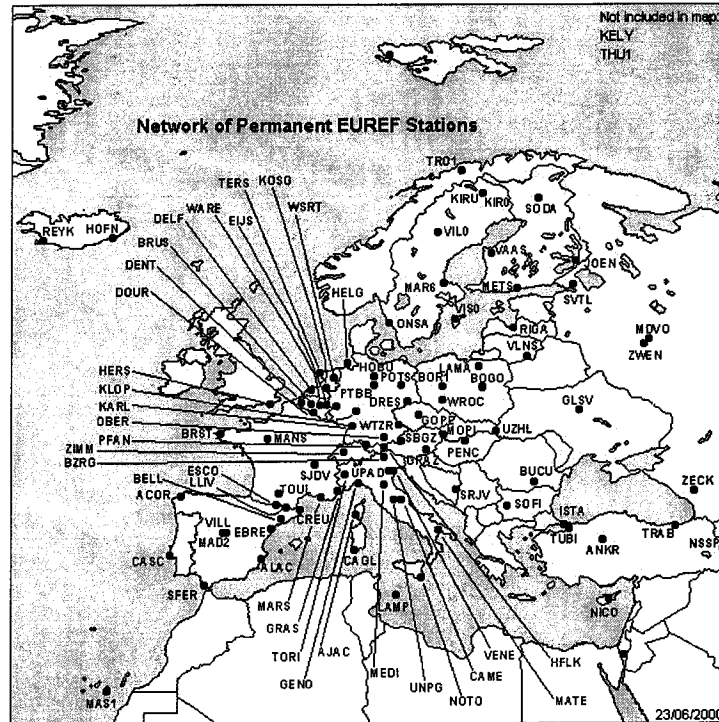 Not included in map:
KELY
THU1
Network of Permanent EUREF Stations
TRO1
KOSG
TERS
WSRT
WARE
EIJS
DELF
BRUS
DENT
DOUR
KIRU
KIR0
SODA
REYK
HOFN
VIL0
VAAS
JOEN
HELG
MAR6
METS
SVTL
ONSA
VIS0
RIGA
MDVO
ZWEN
VLNS
HERS
KLOP
KARL
OBER
PFAN
ZIMM
BZRG
HOBU
POTS
BOR1
LAMA
BOGO
PTBB
DRES
WROC
GLSV
GOPE
BRST
MANS
WTZR
MOPI
UZHL
SBGZ
PENC
GRAZ
BELL
ESCO
LLIV
ACOR
SJDV
UPAD
BUCU
ZECK
TOUL
SRJV
SOFI
ISTA
CREU
VILL
MAD2
EBRE
TUBI
ANKR
TRAB
NSSP
CASC
ALAC
CAGL
SFER
MARS
GRAS
LAMP
NICO
TORI
GENO
AJAC
MEDI
UNPG
NOTO
CAME
VENE
MATE
HFLK
MAS1
23/06/2000